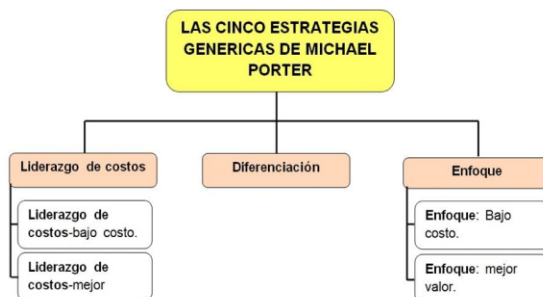 LAS CINCO ESTRATEGIAS
GENERICAS DE MICHAEL
PORTER
Liderazgo de costos
Diferenciación
Enfoque
Liderazgo de
costos-bajo costo.
Liderazgo de
costos-mejor
Enfoque: Bajo
costo.
Enfoque: mejor
valor.